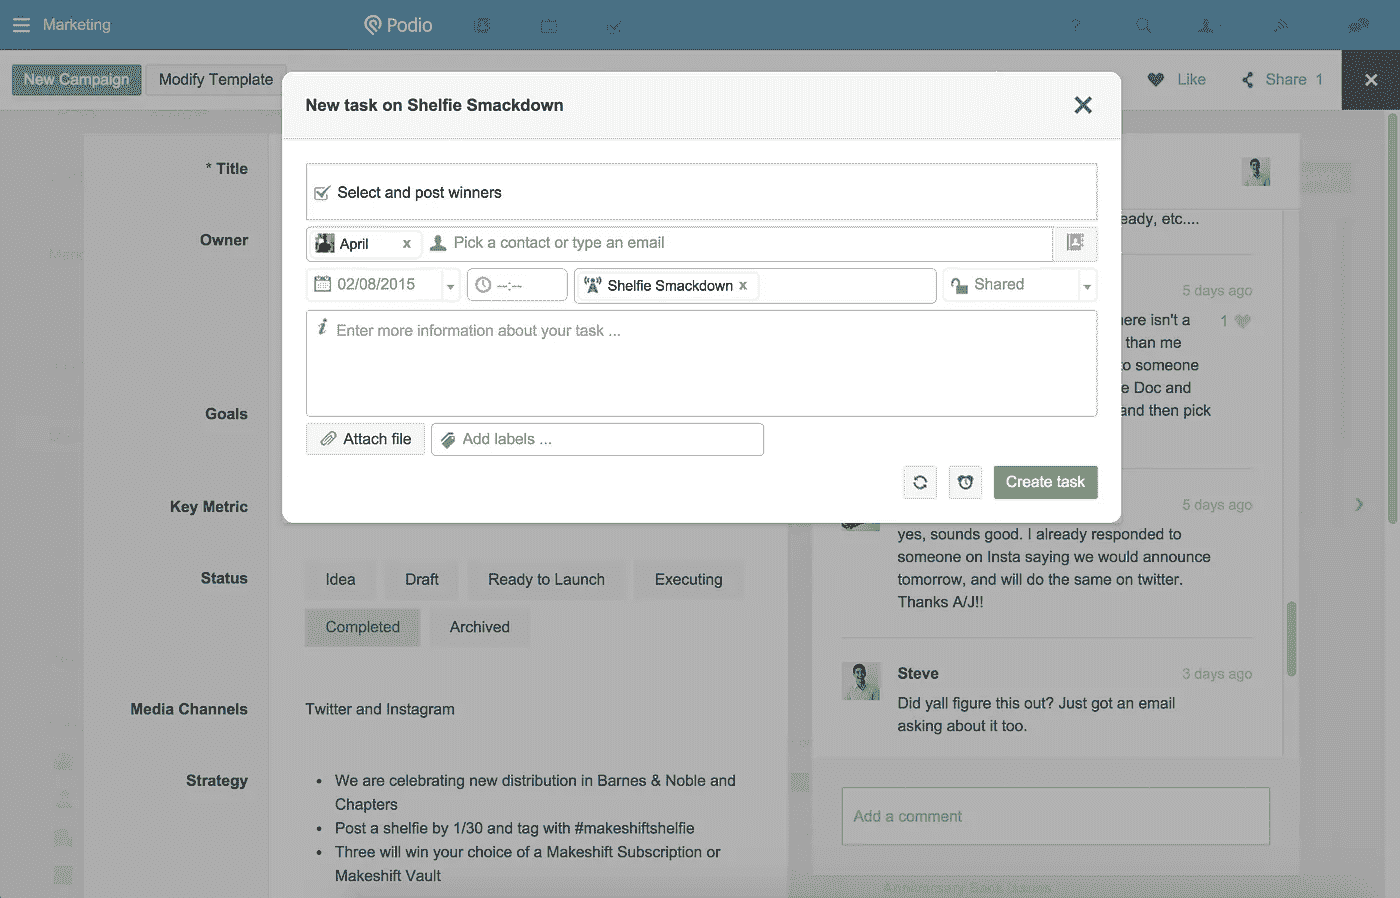 Marketing
Podio
?
New Campaign
Modify Template
Like
Share 1
New task on Shelfie Smackdown
* Title
Select and post winners
Owner
April x
Pick a contact or type an email
02/08/2015
--:--
Shelfie Smackdown x
Shared
Enter more information about your task ...
Attach file
Add labels ...
Create task
Goals
Key Metric
Status
Idea
Draft
Ready to Launch
Executing
Completed
Archived
Media Channels
Twitter and Instagram
Strategy
• We are celebrating new distribution in Barnes & Noble and
Chapters
• Post a shelfie by 1/30 and tag with #makeshiftshelfie
• Three will win your choice of a Makeshift Subscription or
Makeshift Vault
eady, etc....
5 days ago
ere isn't a
1
than me
o someone
e Doc and
and then pick
5 days ago
yes, sounds good. I already responded to
someone on Insta saying we would announce
tomorrow, and will do the same on twitter.
Thanks A/J!!
Steve
3 days ago
Did yall figure this out? Just got an email
asking about it too.
Add a comment